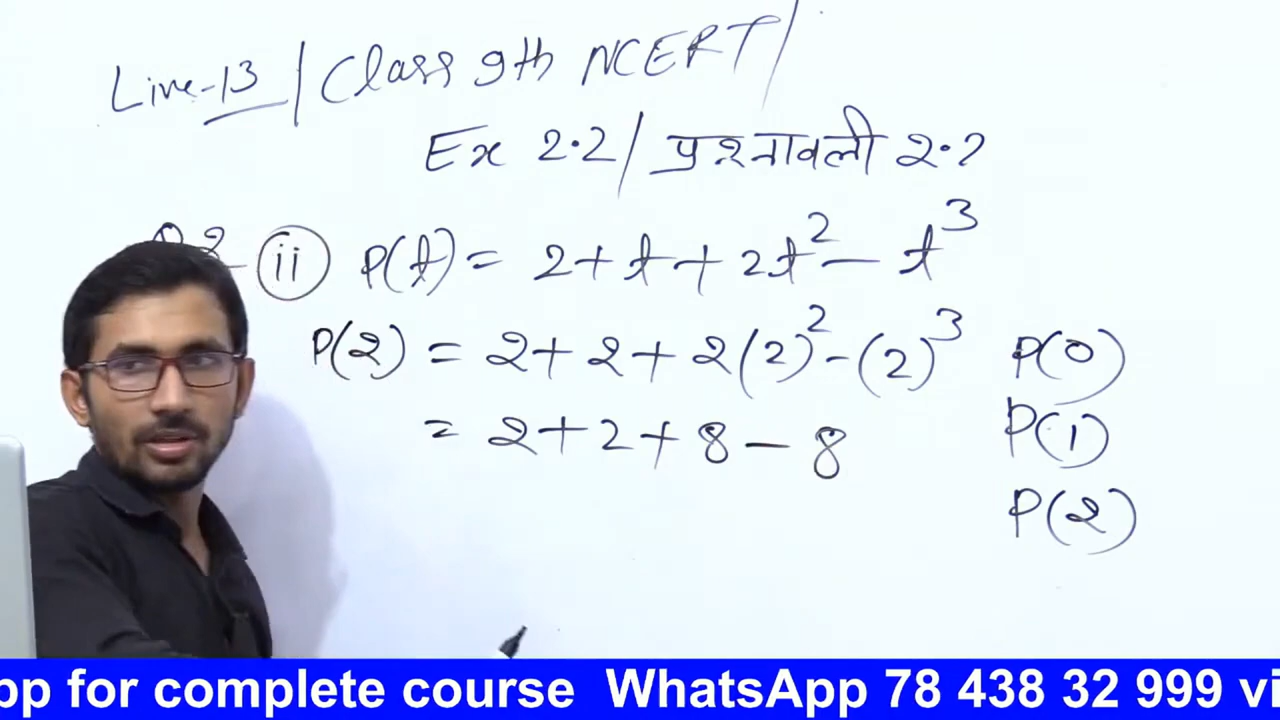 Live-13 / Class 9th NCERT /
Ex 2.2 / प्रश्नावली 2.2
(ii) P(t) = 2 + t + 2t² - t³
P(2) = 2 + 2 + 2(2)² - (2)³
= 2 + 2 + 8 - 8
P(0)
P(1)
P(2)
pp for complete course WhatsApp 78 438 32 999 vi